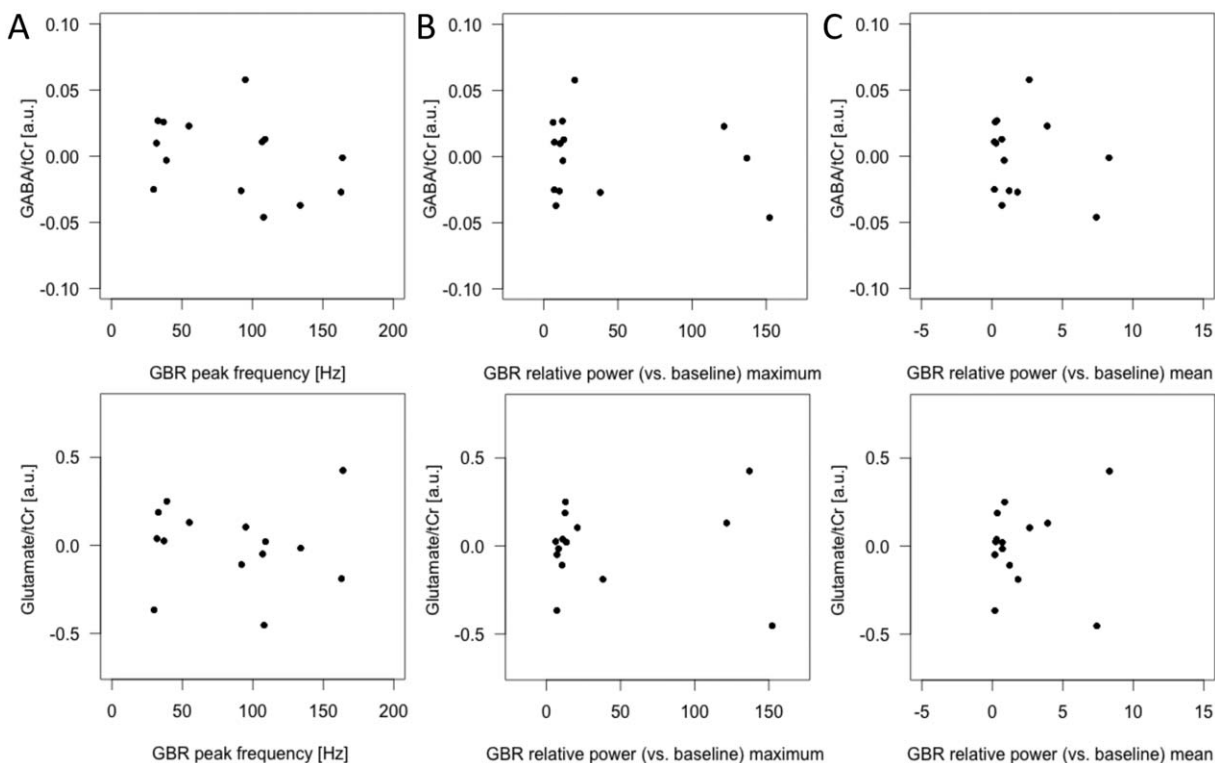 A
B
C
GABA/tCr [a.u.]
0.10
0.05
0.00
-0.05
-0.10
0 50 100 150 200
GBR peak frequency [Hz]
GABA/tCr [a.u.]
0.10
0.05
0.00
-0.05
-0.10
0 50 100 150
GBR relative power (vs. baseline) maximum
GABA/tCr [a.u.]
0.10
0.05
0.00
-0.05
-0.10
-5 0 5 10 15
GBR relative power (vs. baseline) mean
Glutamate/tCr [a.u.]
0.5
0.0
-0.5
0 50 100 150 200
GBR peak frequency [Hz]
Glutamate/tCr [a.u.]
0.5
0.0
-0.5
0 50 100 150
GBR relative power (vs. baseline) maximum
Glutamate/tCr [a.u.]
0.5
0.0
-0.5
-5 0 5 10 15
GBR relative power (vs. baseline) mean